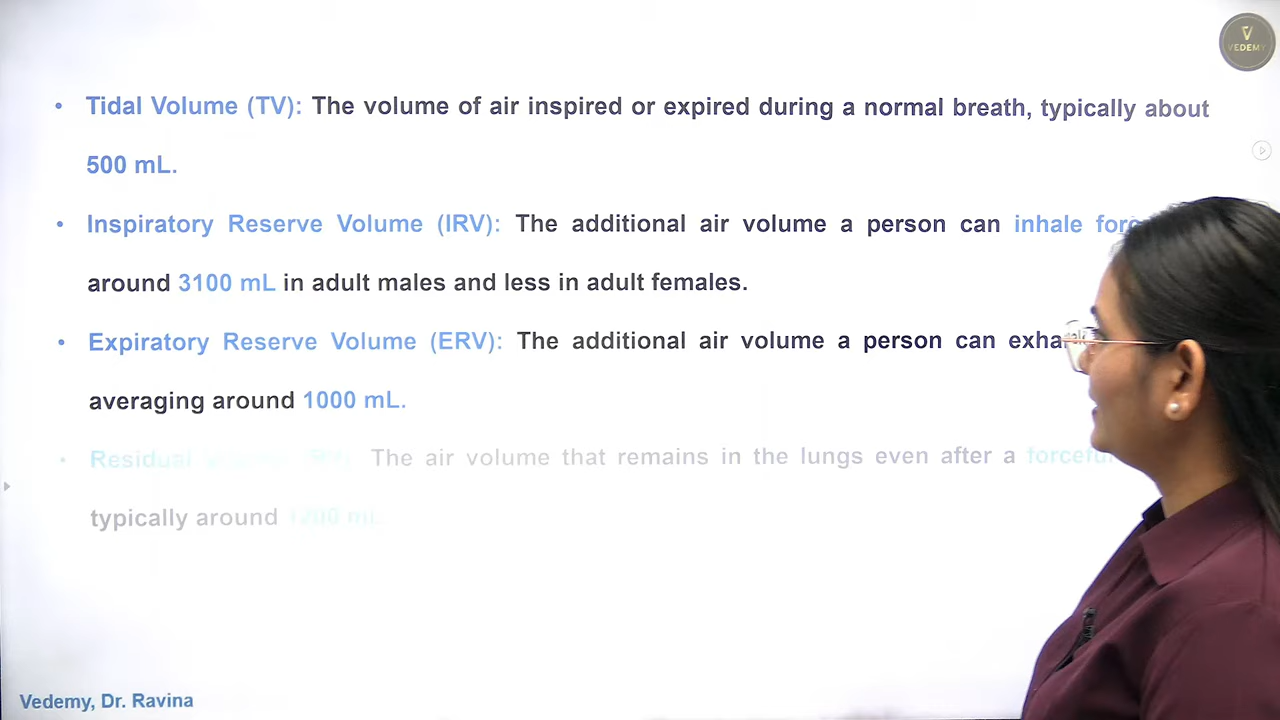 VEDEMY
• Tidal Volume (TV): The volume of air inspired or expired during a normal breath, typically about
500 mL.
• Inspiratory Reserve Volume (IRV): The additional air volume a person can inhale
around 3100 mL in adult males and less in adult females.
• Expiratory Reserve Volume (ERV): The additional air volume a person can
averaging around 1000 mL.
• Residual The air volume that remains in the lungs even after a
typically around 1200 mL
Vedemy, Dr. Ravina